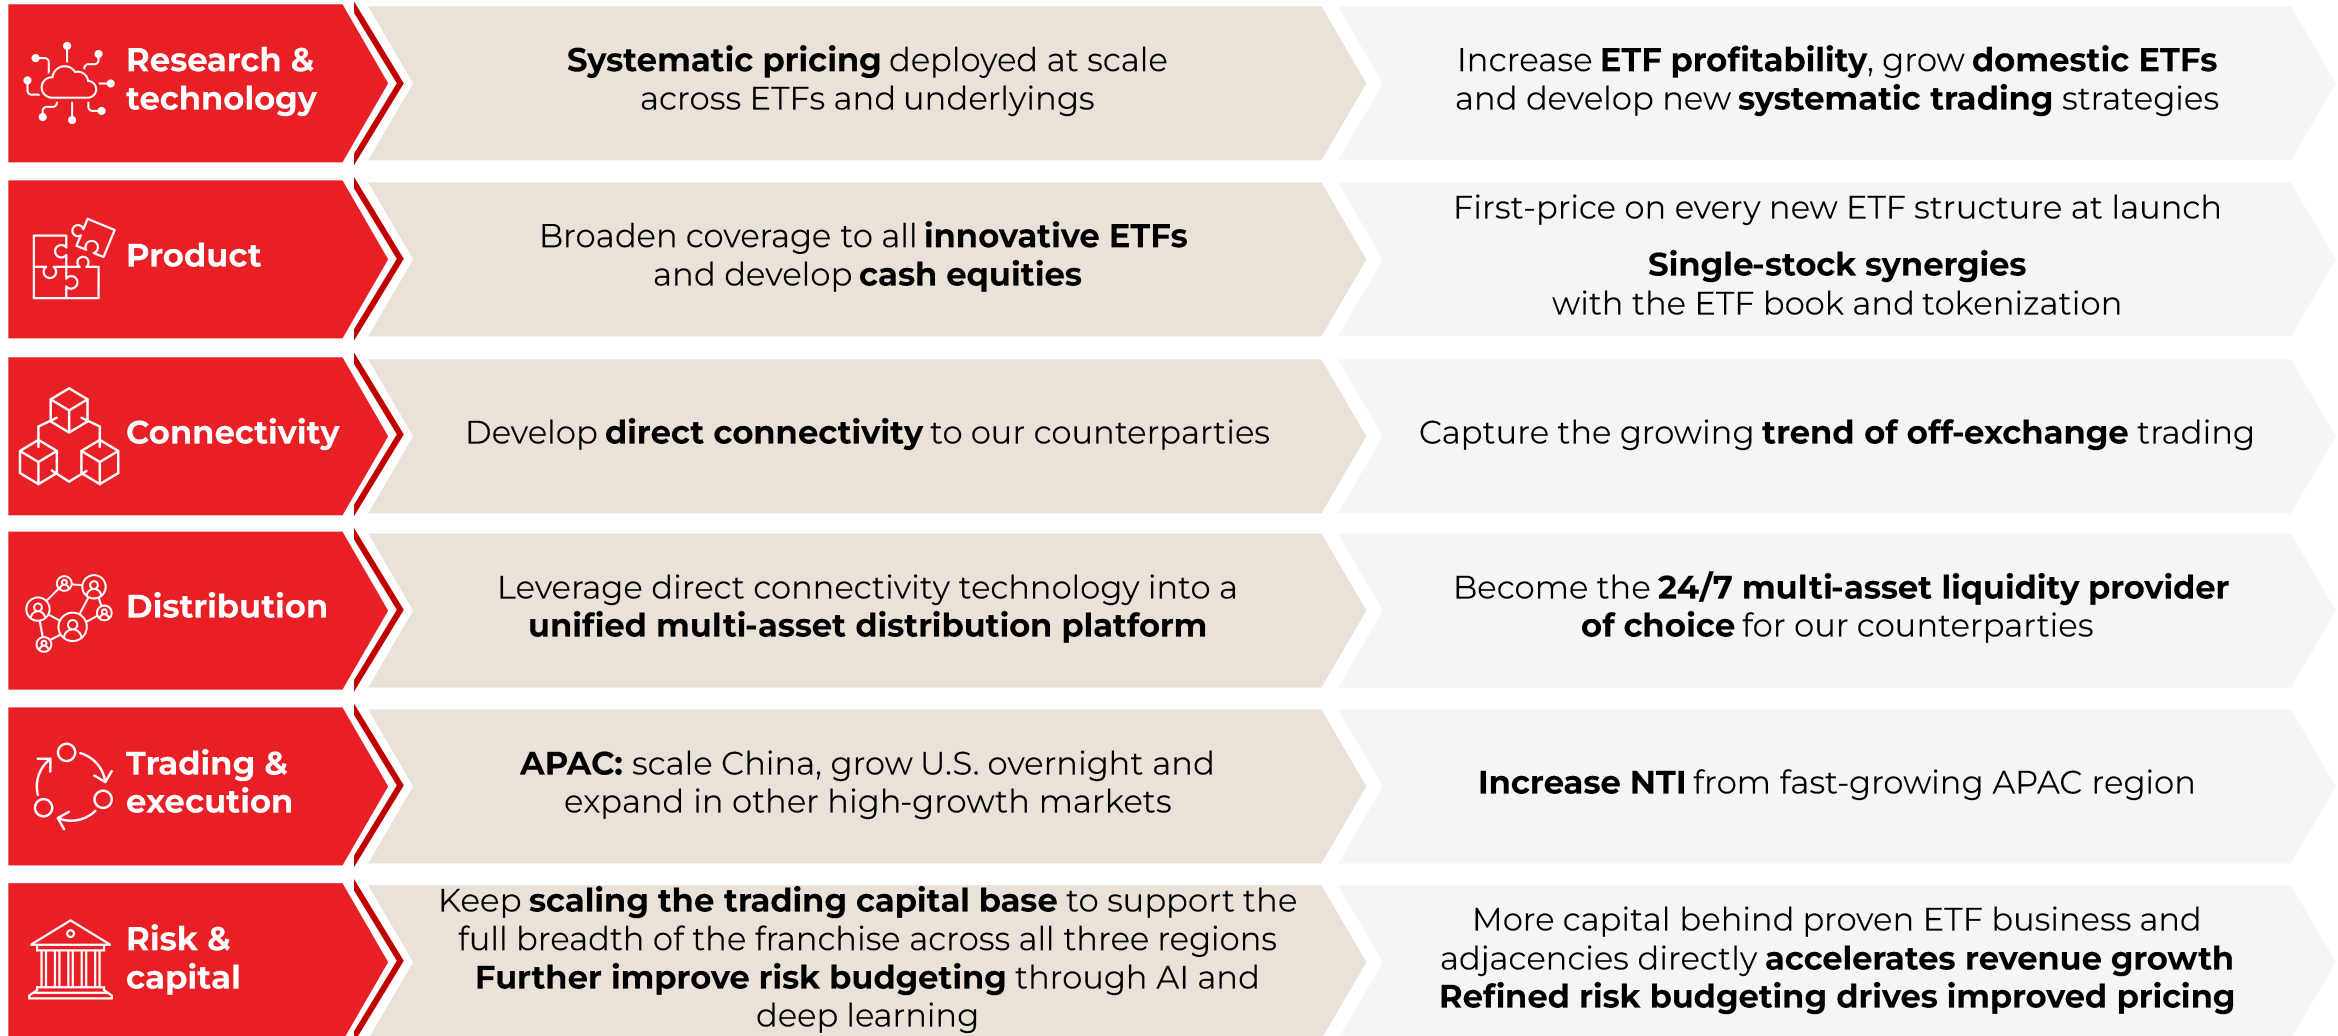 Research &
technology
Systematic pricing deployed at scale
across ETFs and underlyings
Increase ETF profitability, grow domestic ETFs
and develop new systematic trading strategies
Product
Broaden coverage to all innovative ETFs
and develop cash equities
First-price on every new ETF structure at launch
Single-stock synergies
with the ETF book and tokenization
Connectivity
Develop direct connectivity to our counterparties
Capture the growing trend of off-exchange trading
Distribution
Leverage direct connectivity technology into a
unified multi-asset distribution platform
Become the 24/7 multi-asset liquidity provider
of choice for our counterparties
Trading &
execution
APAC: scale China, grow U.S. overnight and
expand in other high-growth markets
Increase NTI from fast-growing APAC region
Risk &
capital
Keep scaling the trading capital base to support the
full breadth of the franchise across all three regions
Further improve risk budgeting through AI and
deep learning
More capital behind proven ETF business and
adjacencies directly accelerates revenue growth
Refined risk budgeting drives improved pricing